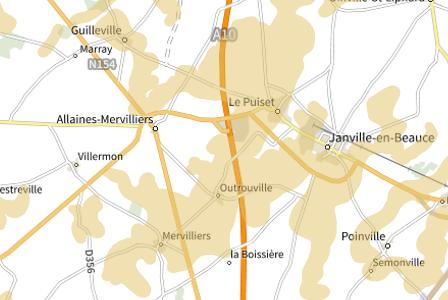 Guilleville
A10
Marray
N154
Le Puiset
Allaines-Mervilliers
Janville-en-Beauce
Villermon
Outrouville
Mervilliers
Poinville
la Boissière
D356
Semonville